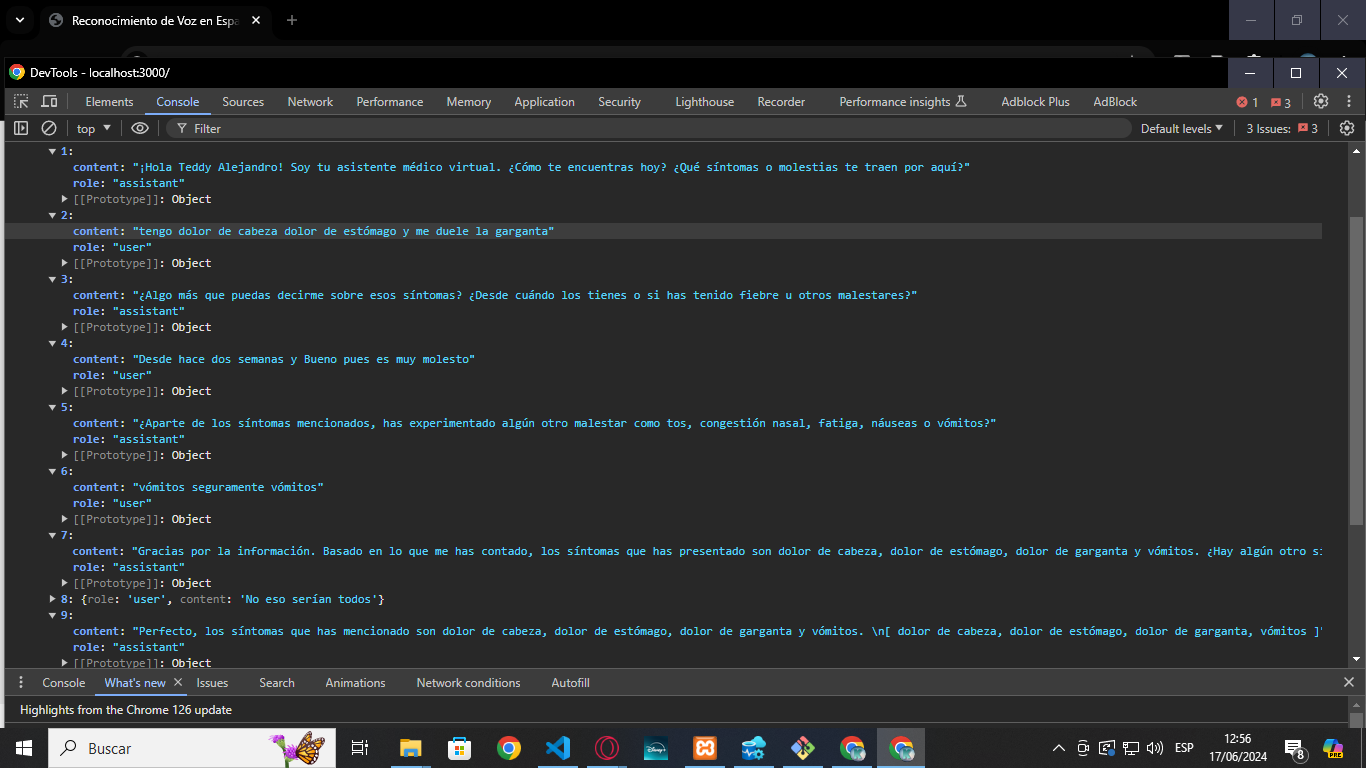 Reconocimiento de Voz en Espa
DevTools - localhost:3000/
Elements Console Sources Network Performance Memory Application Security Lighthouse Recorder Performance insights Adblock Plus AdBlock 1 3
top Filter Default levels 3 Issues: 3
1:
content: "¡Hola Teddy Alejandro! Soy tu asistente médico virtual. ¿Cómo te encuentras hoy? ¿Qué síntomas o molestias te traen por aquí?"
role: "assistant"
[[Prototype]]: Object
2:
content: "tengo dolor de cabeza dolor de estómago y me duele la garganta"
role: "user"
[[Prototype]]: Object
3:
content: "¿Algo más que puedas decirme sobre esos síntomas? ¿Desde cuándo los tienes o si has tenido fiebre u otros malestares?"
role: "assistant"
[[Prototype]]: Object
4:
content: "Desde hace dos semanas y Bueno pues es muy molesto"
role: "user"
[[Prototype]]: Object
5:
content: "¿Aparte de los síntomas mencionados, has experimentado algún otro malestar como tos, congestión nasal, fatiga, náuseas o vómitos?"
role: "assistant"
[[Prototype]]: Object
6:
content: "vómitos seguramente vómitos"
role: "user"
[[Prototype]]: Object
7:
content: "Gracias por la información. Basado en lo que me has contado, los síntomas que has presentado son dolor de cabeza, dolor de estómago, dolor de garganta y vómitos. ¿Hay algún otro sí
role: "assistant"
[[Prototype]]: Object
8: {role: 'user', content: 'No eso serían todos'}
9:
content: "Perfecto, los síntomas que has mencionado son dolor de cabeza, dolor de estómago, dolor de garganta y vómitos. \n[ dolor de cabeza, dolor de estómago, dolor de garganta, vómitos ]"
role: "assistant"
[[Prototype]]: Object
Console What's new Issues Search Animations Network conditions Autofill
Highlights from the Chrome 126 update
Buscar
Disney+
ESP
12:56
17/06/2024
8
PRE